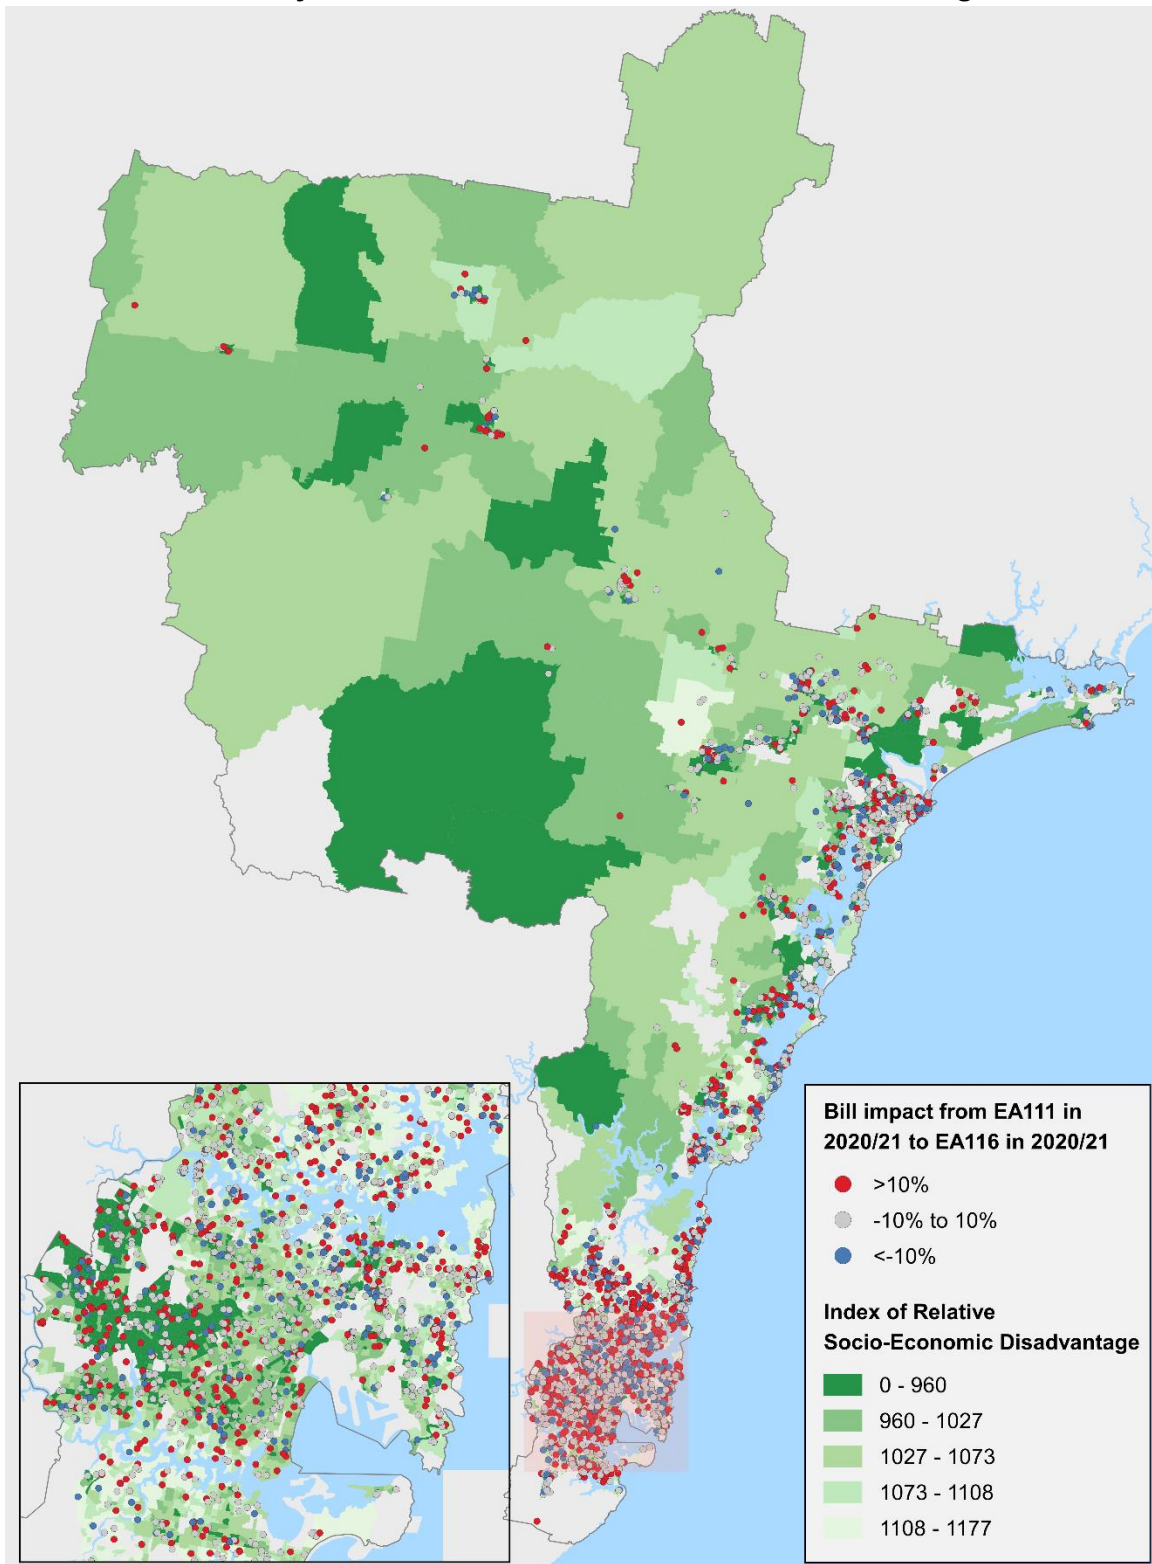 Bill impact from EA111 in
2020/21 to EA116 in 2020/21
>10%
-10% to 10%
<-10%
Index of Relative
Socio-Economic Disadvantage
0 - 960
960 - 1027
1027 - 1073
1073 - 1108
1108 - 1177